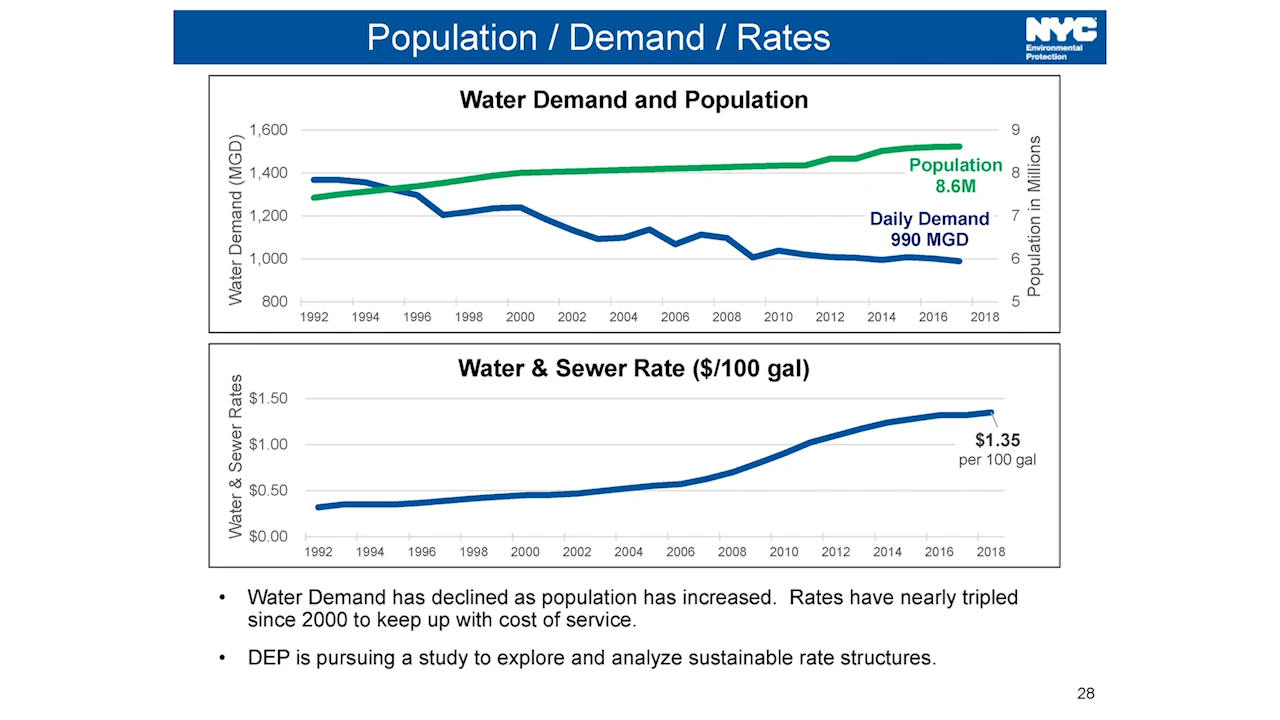 Population / Demand / Rates
NYC
Environmental
Protection
Water Demand and Population
Water Demand (MGD)
1,600
1,400
1,200
1,000
800
9
8
7
6
5
Population in Millions
Population
8.6M
Daily Demand
990 MGD
1992 1994 1996 1998 2000 2002 2004 2006 2008 2010 2012 2014 2016 2018
Water & Sewer Rate ($/100 gal)
Water & Sewer Rates
$1.50
$1.00
$0.50
$0.00
$1.35
per 100 gal
1992 1994 1996 1998 2000 2002 2004 2006 2008 2010 2012 2014 2016 2018
• Water Demand has declined as population has increased.  Rates have nearly tripled
since 2000 to keep up with cost of service.
• DEP is pursuing a study to explore and analyze sustainable rate structures.
28